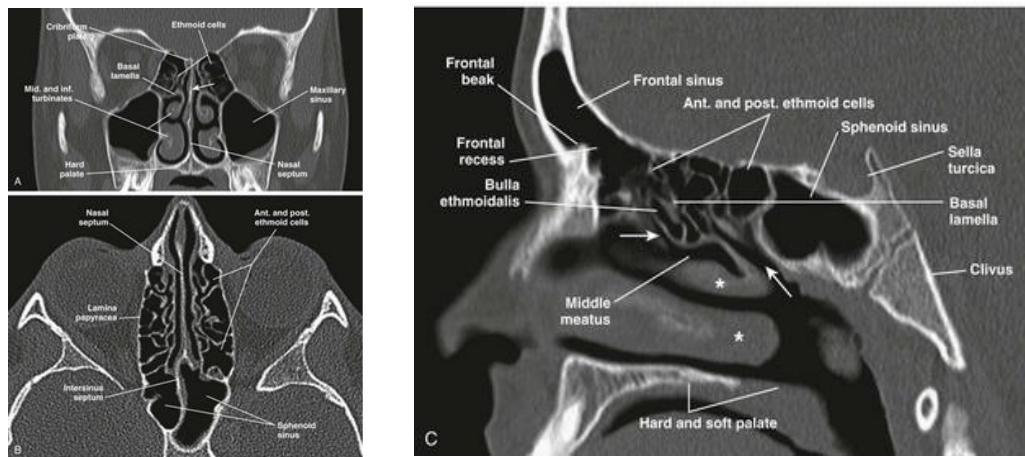 Cribriform
plate
Ethmoid cells
Basal
lamella
Mid. and inf.
turbinates
Maxillary
sinus
Hard
palate
Nasal
septum
A
Nasal
septum
Ant. and post.
ethmoid cells
Lamina
papyracea
Intersinus
septum
Sphenoid
sinus
B
Frontal
beak
Frontal sinus
Ant. and post. ethmoid cells
Sphenoid sinus
Frontal
recess
Sella
turcica
Bulla
ethmoidalis
Basal
lamella
Clivus
*
Middle
meatus
*
Hard and soft palate
C